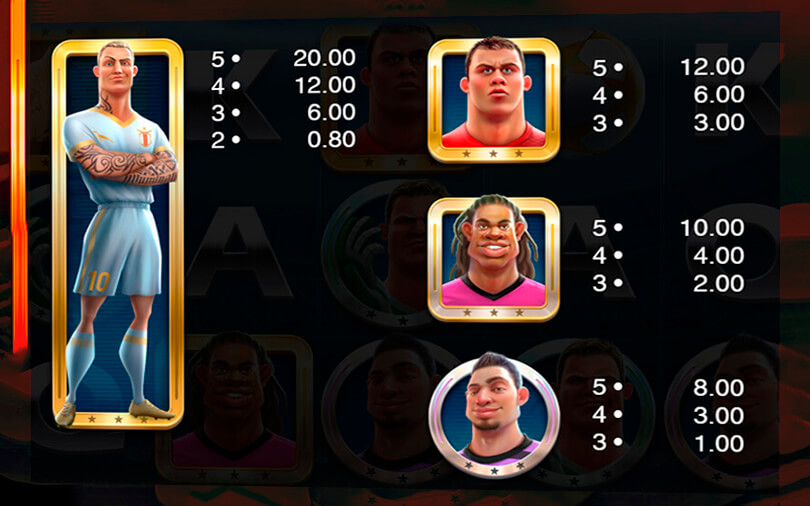 5 • 20.00
4 • 12.00
3 • 6.00
2 • 0.80
10
5 • 12.00
4 • 6.00
3 • 3.00
5 • 10.00
4 • 4.00
3 • 2.00
5 • 8.00
4 • 3.00
3 • 1.00
K
K
A
A